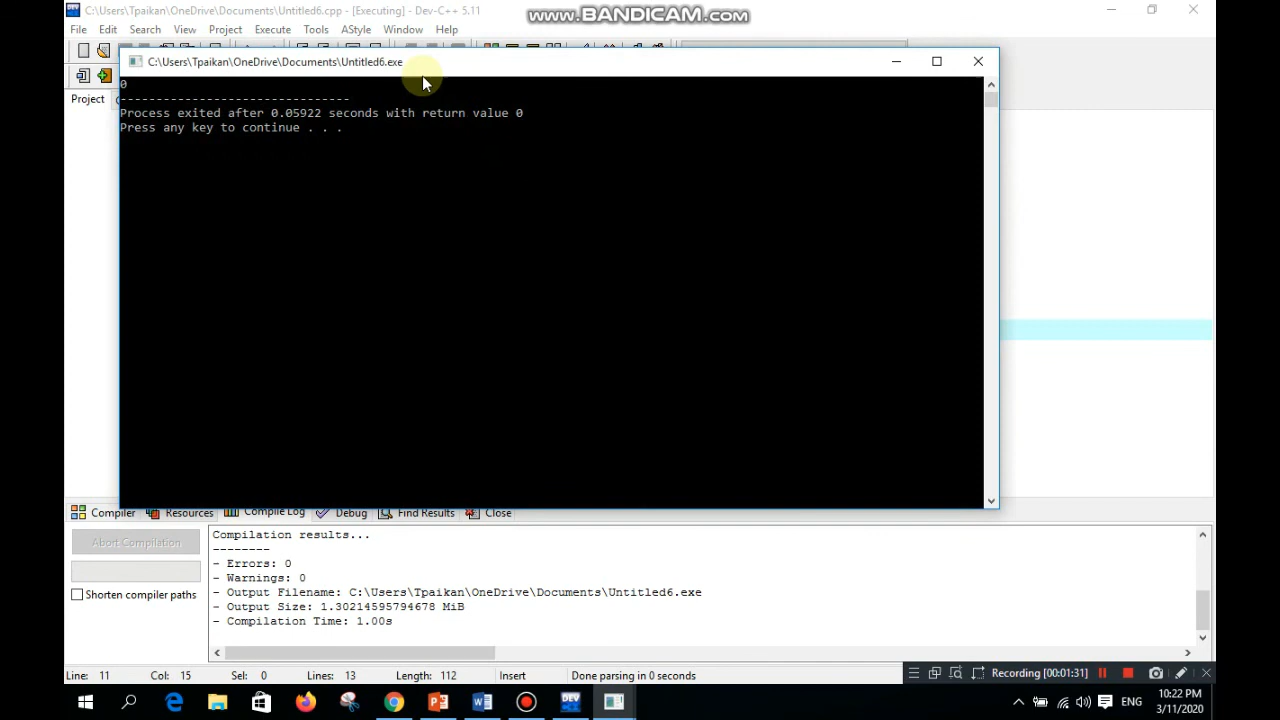 C:\Users\Tpaikan\OneDrive\Documents\Untitled6.cpp - [Executing] - Dev-C++ 5.11
www.BANDICAM.com
File Edit Search View Project Execute Tools AStyle Window Help
C:\Users\Tpaikan\OneDrive\Documents\Untitled6.exe
Project
0
--------------------------------
Process exited after 0.05922 seconds with return value 0
Press any key to continue . . .
Compiler Resources Compile Log Debug Find Results Close
Abort Compilation
Shorten compiler paths
Compilation results...
--------
- Errors: 0
- Warnings: 0
- Output Filename: C:\Users\Tpaikan\OneDrive\Documents\Untitled6.exe
- Output Size: 1.30214595794678 MiB
- Compilation Time: 1.00s
Line: 11 Col: 15 Sel: 0 Lines: 13 Length: 112 Insert Done parsing in 0 seconds
Recording [00:01:31]
DEV
ENG
10:22 PM
3/11/2020